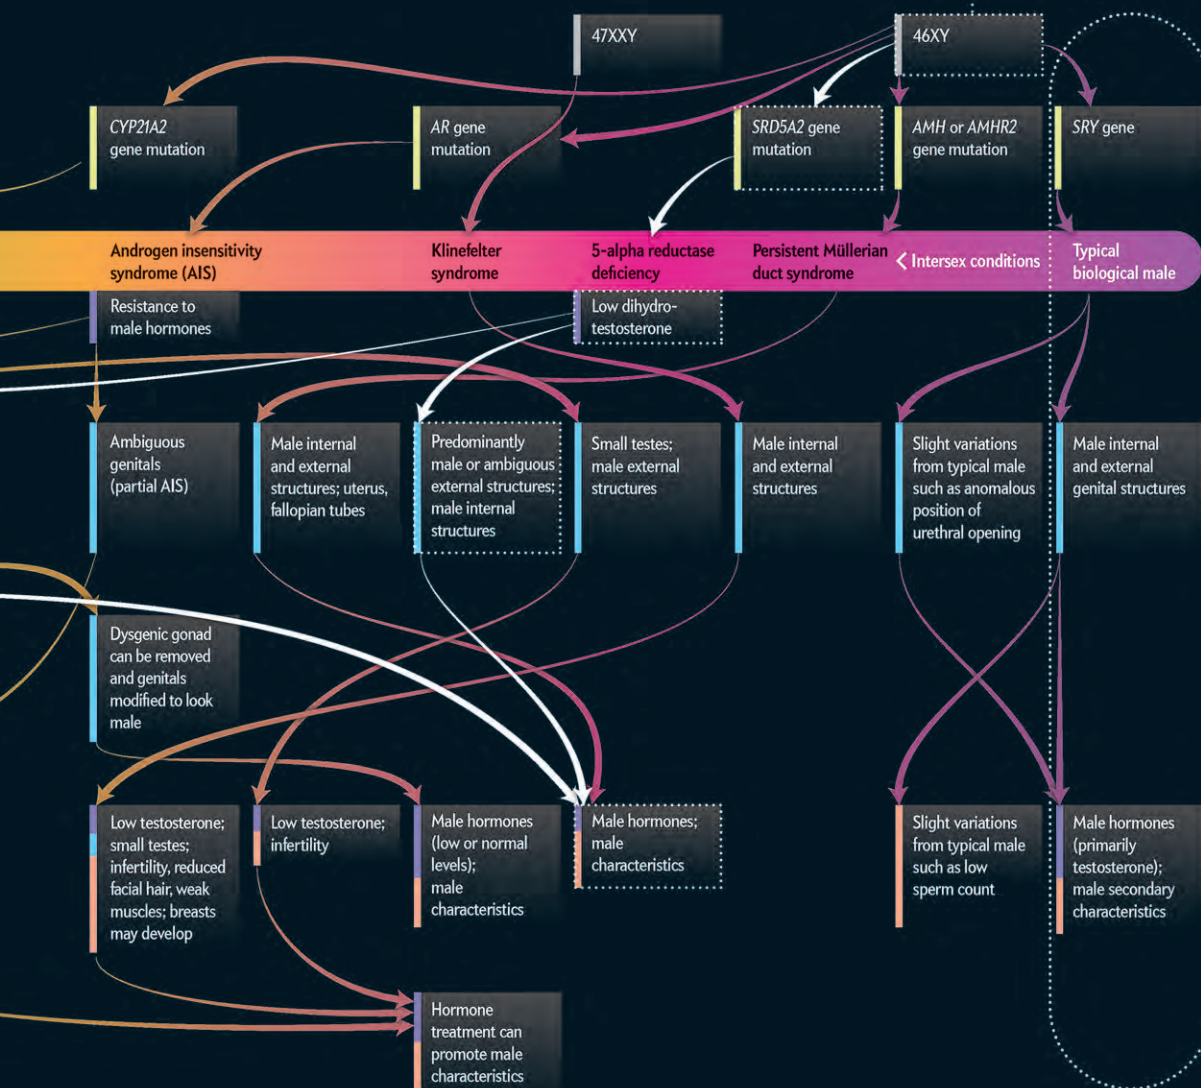 47XXY
46XY
CYP21A2
gene mutation
AR gene
mutation
SRD5A2 gene
mutation
AMH or AMHR2
gene mutation
SRY gene
Androgen insensitivity
syndrome (AIS)
Klinefelter
syndrome
5-alpha reductase
deficiency
Persistent Müllerian
duct syndrome
< Intersex conditions
Typical
biological male
Resistance to
male hormones
Low dihydro-
testosterone
Ambiguous
genitals
(partial AIS)
Male internal
and external
structures; uterus,
fallopian tubes
Predominantly
male or ambiguous
external structures;
male internal
structures
Small testes;
male external
structures
Male internal
and external
structures
Slight variations
from typical male
such as anomalous
position of
urethral opening
Male internal
and external
genital structures
Dysgenic gonad
can be removed
and genitals
modified to look
male
Low testosterone;
small testes;
infertility, reduced
facial hair, weak
muscles; breasts
may develop
Low testosterone;
infertility
Male hormones
(low or normal
levels);
male
characteristics
Male hormones;
male
characteristics
Slight variations
from typical male
such as low
sperm count
Male hormones
(primarily
testosterone);
male secondary
characteristics
Hormone
treatment can
promote male
characteristics